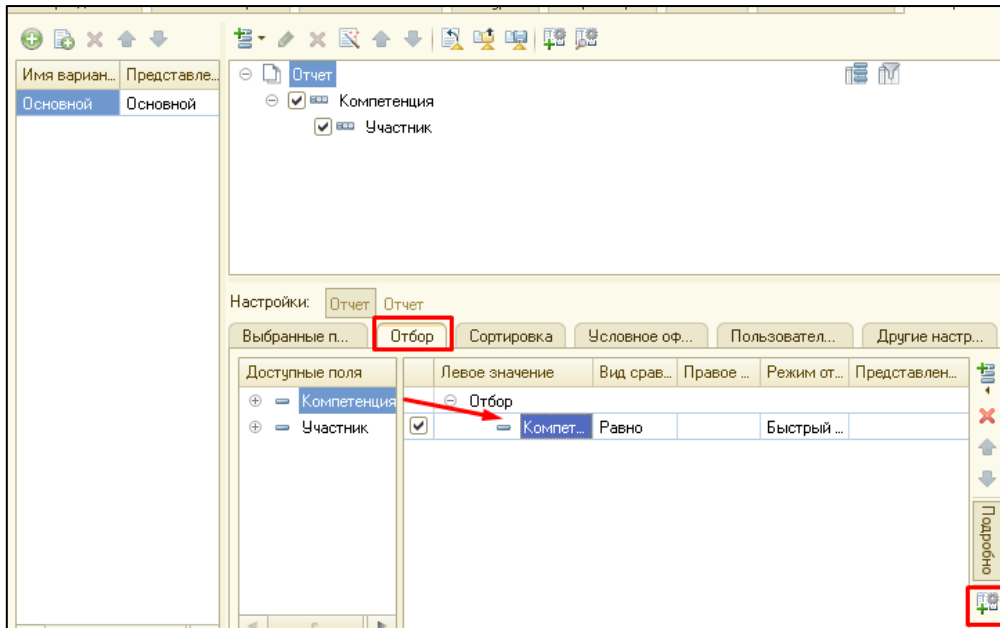 Имя вариан... Представле...
Основной Основной
Отчет
Компетенция
Участник
Настройки: Отчет Отчет
Выбранные п... Отбор Сортировка Условное оф... Пользовател... Другие настр...
Доступные поля
Компетенция
Участник
Левое значение Вид срав... Правое ... Режим от... Представлен...
Отбор
Компет... Равно Быстрый ...
Подробно